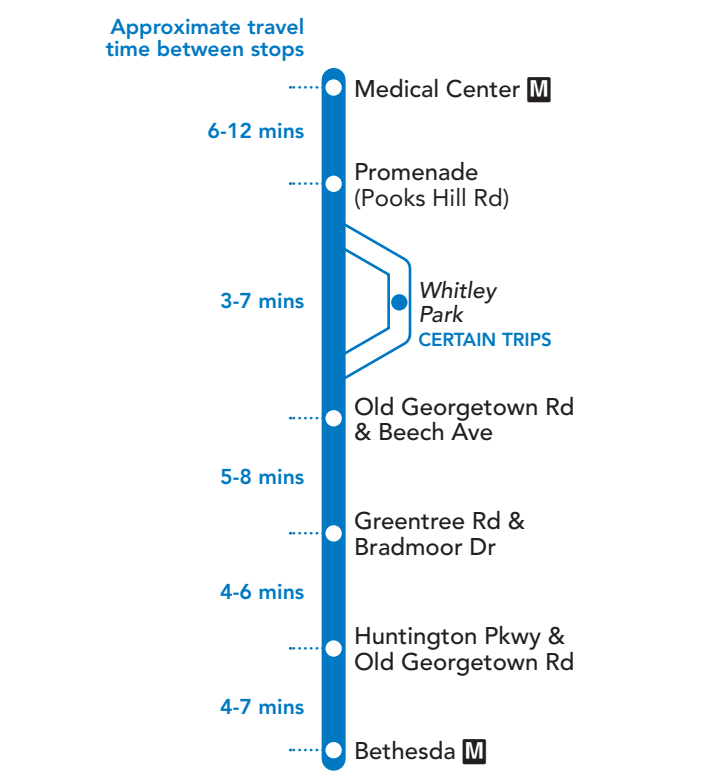 Approximate travel
time between stops
Medical Center M
6-12 mins
Promenade
(Pooks Hill Rd)
3-7 mins
Whitley
Park
CERTAIN TRIPS
Old Georgetown Rd
& Beech Ave
5-8 mins
Greentree Rd &
Bradmoor Dr
4-6 mins
Huntington Pkwy &
Old Georgetown Rd
4-7 mins
Bethesda M